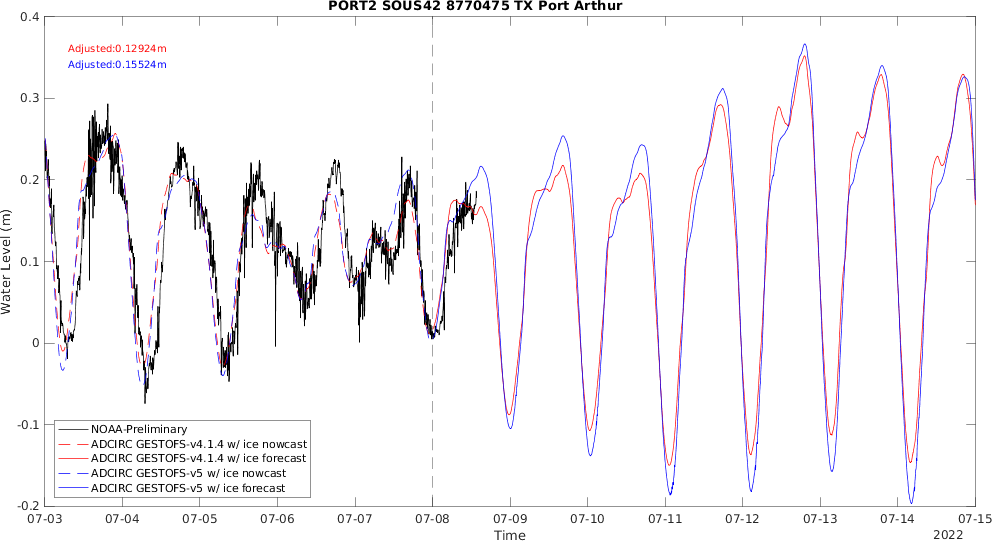 PORT2 SOUS42 8770475 TX Port Arthur
Adjusted:0.12924m
Adjusted:0.15524m
0.4
0.3
0.2
0.1
0
-0.1
-0.2
Water Level (m)
NOAA-Preliminary
ADCIRC GESTOFS-v4.1.4 w/ ice nowcast
ADCIRC GESTOFS-v4.1.4 w/ ice forecast
ADCIRC GESTOFS-v5 w/ ice nowcast
ADCIRC GESTOFS-v5 w/ ice forecast
07-03 07-04 07-05 07-06 07-07 07-08 07-09 07-10 07-11 07-12 07-13 07-14 07-15
Time
2022